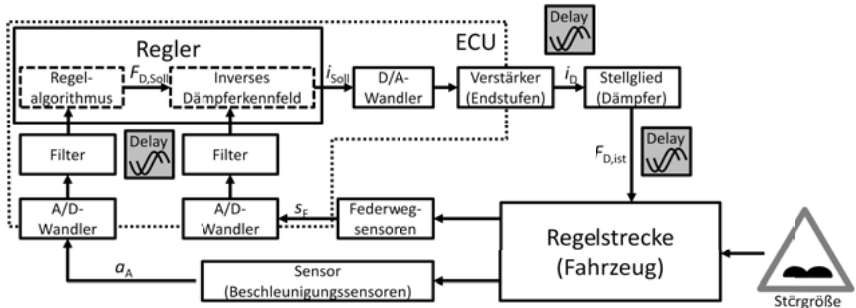 Regler
ECU
Delay
Regel-
algorithmus
F_D,Soll
Inverses
Dämpferkennfeld
i_Soll
D/A-
Wandler
Verstärker
(Endstufen)
i_D
Stellglied
(Dämpfer)
Filter
Delay
Filter
F_D,ist
Delay
A/D-
Wandler
A/D-
Wandler
s_F
Federweg-
sensoren
Regelstrecke
(Fahrzeug)
a_A
Sensor
(Beschleunigungssensoren)
Störgröße